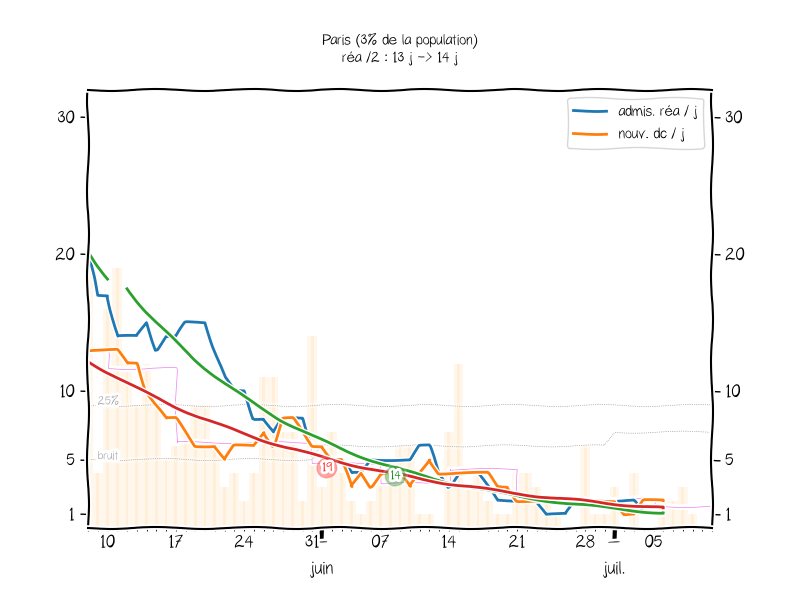 Paris (3% de la population)
réa /2 : 13 j -> 14 j
admis. réa / j
nouv. dc / j
30 30
20 20
10 10
5 5
1 1
25%
bruit
19
14
10 17 24 31 07 14 21 28 05
juin juil.